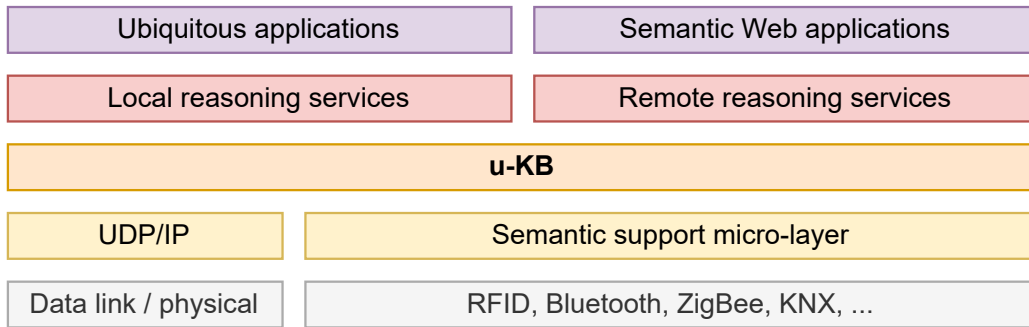 Ubiquitous applications
Semantic Web applications
Local reasoning services
Remote reasoning services
u-KB
UDP/IP
Semantic support micro-layer
Data link / physical
RFID, Bluetooth, ZigBee, KNX, ...